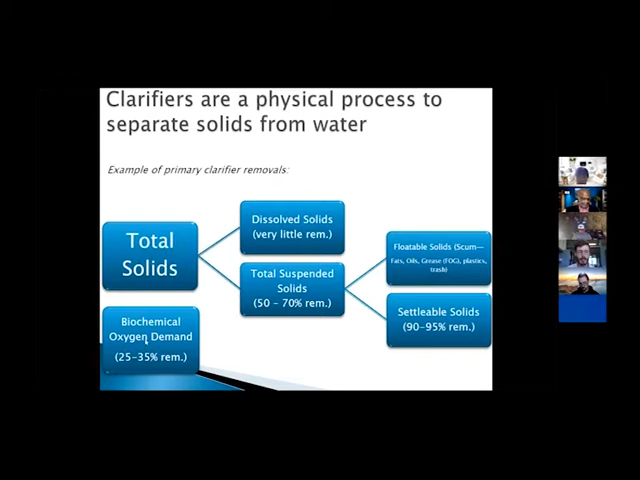 Clarifiers are a physical process to
separate solids from water
Example of primary clarifier removals:
Total
Solids
Dissolved Solids
(very little rem.)
Total Suspended
Solids
(50 - 70% rem.)
Floatable Solids (Scum—
Fats, Oils, Grease (FOG), plastics,
trash)
Settleable Solids
(90-95% rem.)
Biochemical
Oxygen Demand
(25-35% rem.)